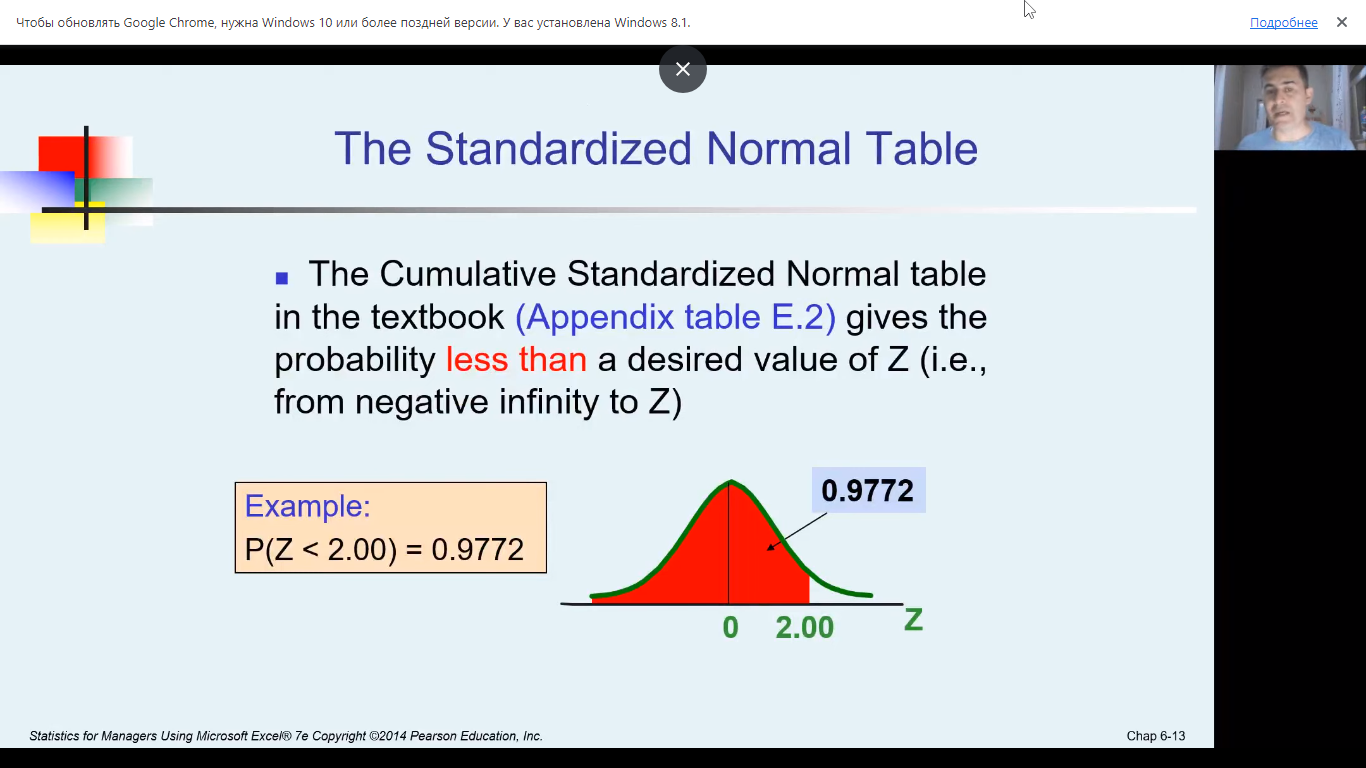 Чтобы обновлять Google Chrome, нужна Windows 10 или более поздней версии. У вас установлена Windows 8.1.
Подробнее
The Standardized Normal Table
The Cumulative Standardized Normal table
in the textbook (Appendix table E.2) gives the
probability less than a desired value of Z (i.e.,
from negative infinity to Z)
Example:
P(Z < 2.00) = 0.9772
0.9772
0
2.00
Z
Statistics for Managers Using Microsoft Excel® 7e Copyright ©2014 Pearson Education, Inc.
Chap 6-13